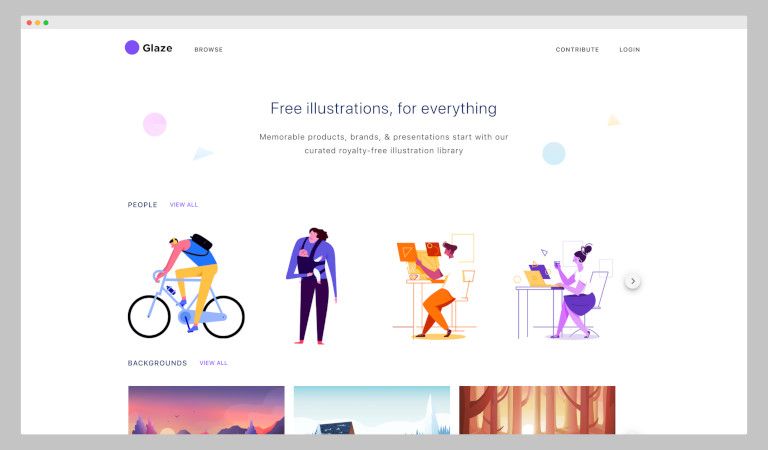 Glaze
BROWSE
CONTRIBUTE
LOGIN
Free illustrations, for everything
Memorable products, brands, & presentations start with our
curated royalty-free illustration library
PEOPLE
VIEW ALL
BACKGROUNDS
VIEW ALL